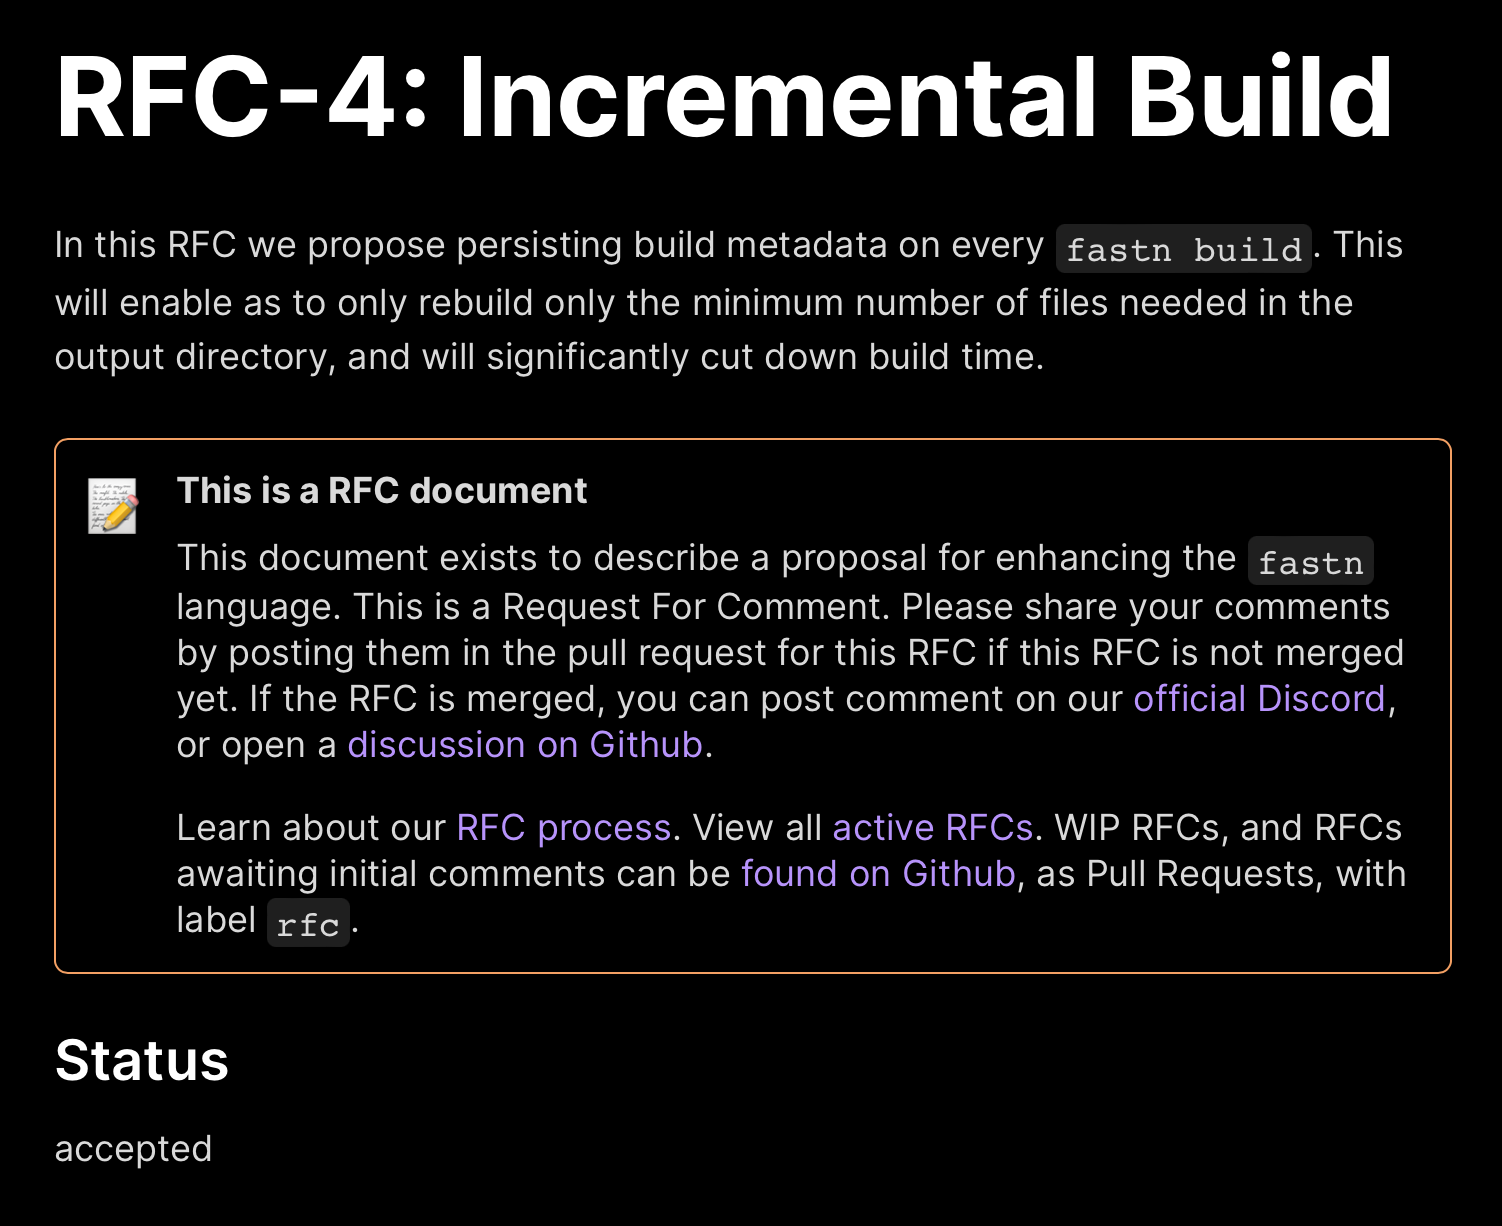 RFC-4: Incremental Build
In this RFC we propose persisting build metadata on every fastn build. This
will enable as to only rebuild only the minimum number of files needed in the
output directory, and will significantly cut down build time.
This is a RFC document
This document exists to describe a proposal for enhancing the fastn
language. This is a Request For Comment. Please share your comments
by posting them in the pull request for this RFC if this RFC is not merged
yet. If the RFC is merged, you can post comment on our official Discord,
or open a discussion on Github.
Learn about our RFC process. View all active RFCs. WIP RFCs, and RFCs
awaiting initial comments can be found on Github, as Pull Requests, with
label rfc.
Status
accepted